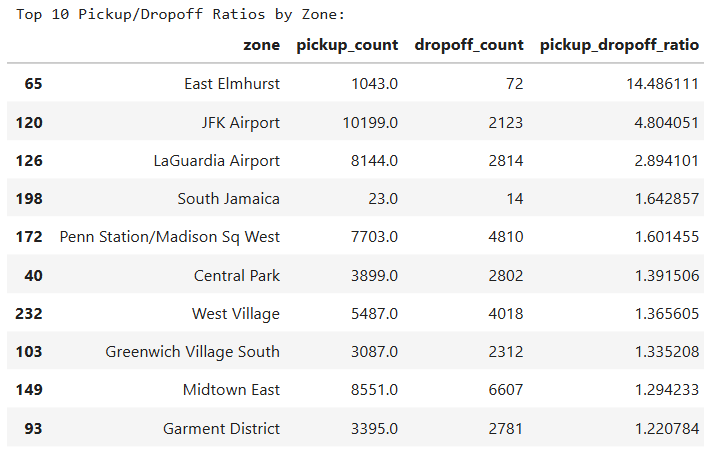 Top 10 Pickup/Dropoff Ratios by Zone:
zone pickup_count dropoff_count pickup_dropoff_ratio
65 East Elmhurst 1043.0 72 14.486111
120 JFK Airport 10199.0 2123 4.804051
126 LaGuardia Airport 8144.0 2814 2.894101
198 South Jamaica 23.0 14 1.642857
172 Penn Station/Madison Sq West 7703.0 4810 1.601455
40 Central Park 3899.0 2802 1.391506
232 West Village 5487.0 4018 1.365605
103 Greenwich Village South 3087.0 2312 1.335208
149 Midtown East 8551.0 6607 1.294233
93 Garment District 3395.0 2781 1.220784